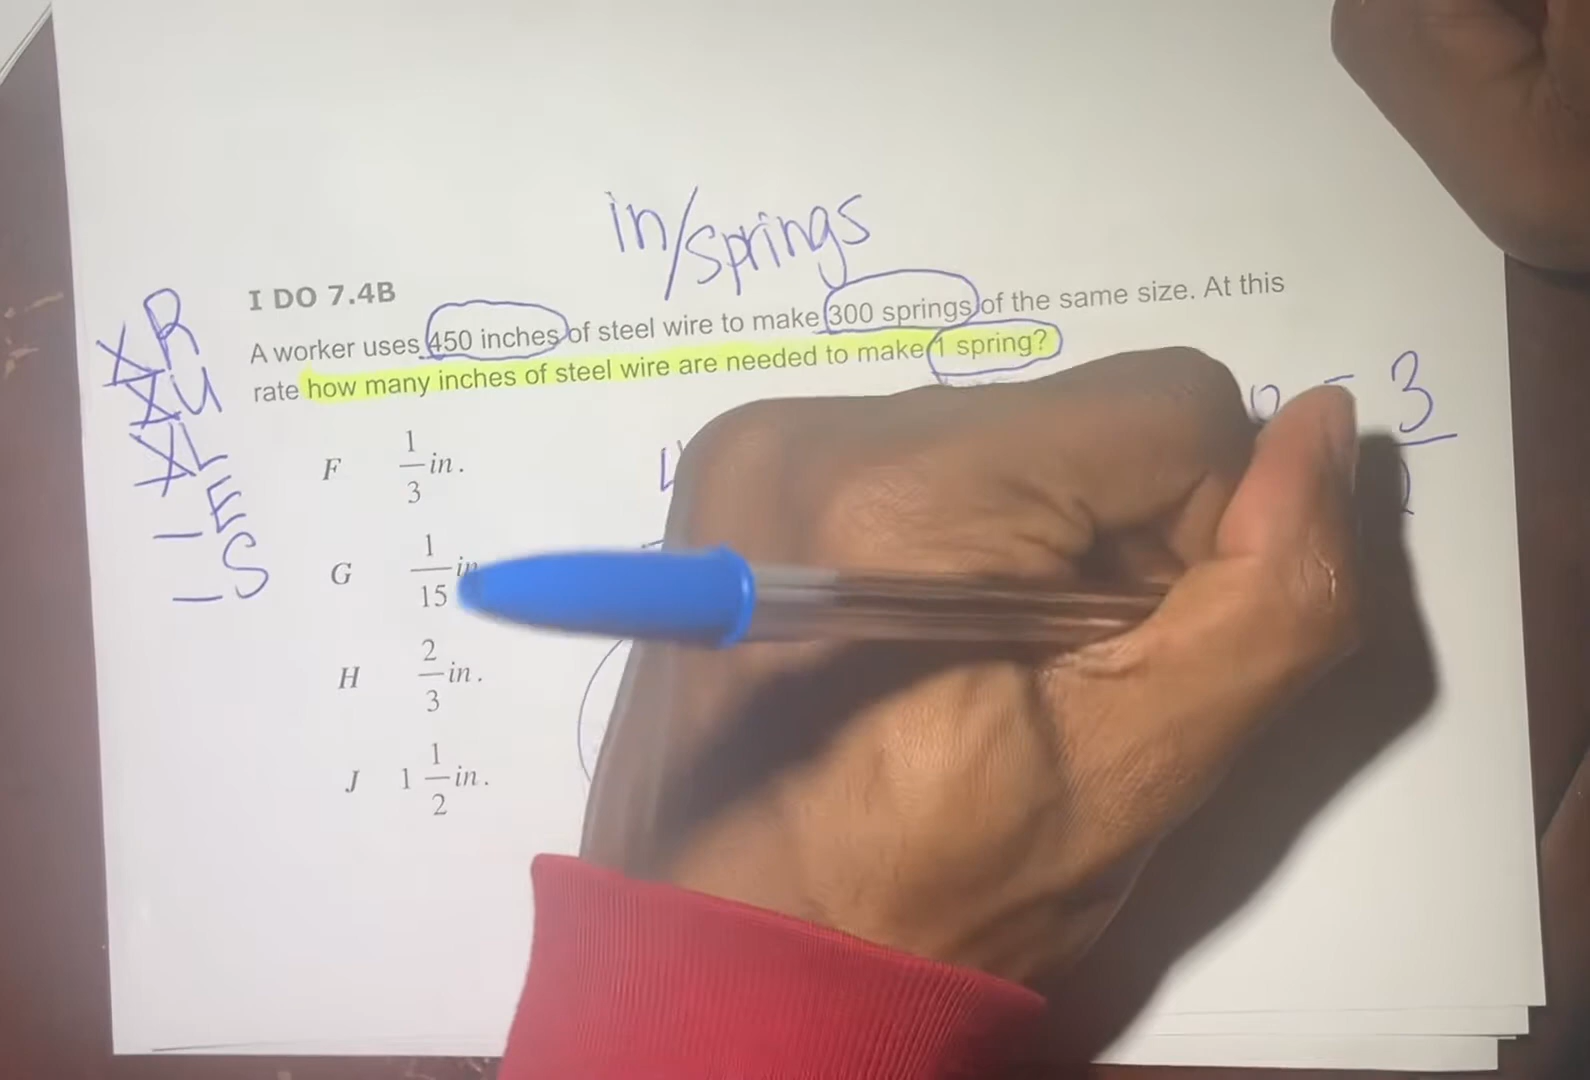 in/springs
I DO 7.4B
A worker uses 450 inches of steel wire to make 300 springs of the same size. At this
rate how many inches of steel wire are needed to make 1 spring?
X R
X U
X L
_ E
_ S
F 1/3 in.
G 1/15 in
H 2/3 in.
J 1 1/2 in.
3